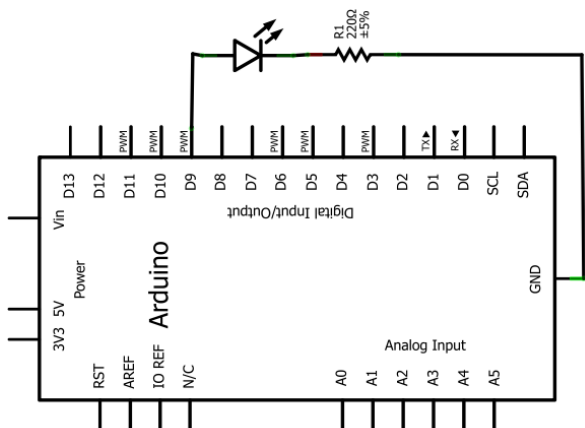 R1
220Ω
±5%
PWM
PWM
PWM
PWM
PWM
PWM
TX▶
RX◀
D13
D12
D11
D10
D9
D8
D7
D6
D5
D4
D3
D2
D1
D0
SCL
SDA
Digital Input/Output
Vin
Power
5V
3V3
Arduino
GND
Analog Input
RST
AREF
IO REF
N/C
A0
A1
A2
A3
A4
A5